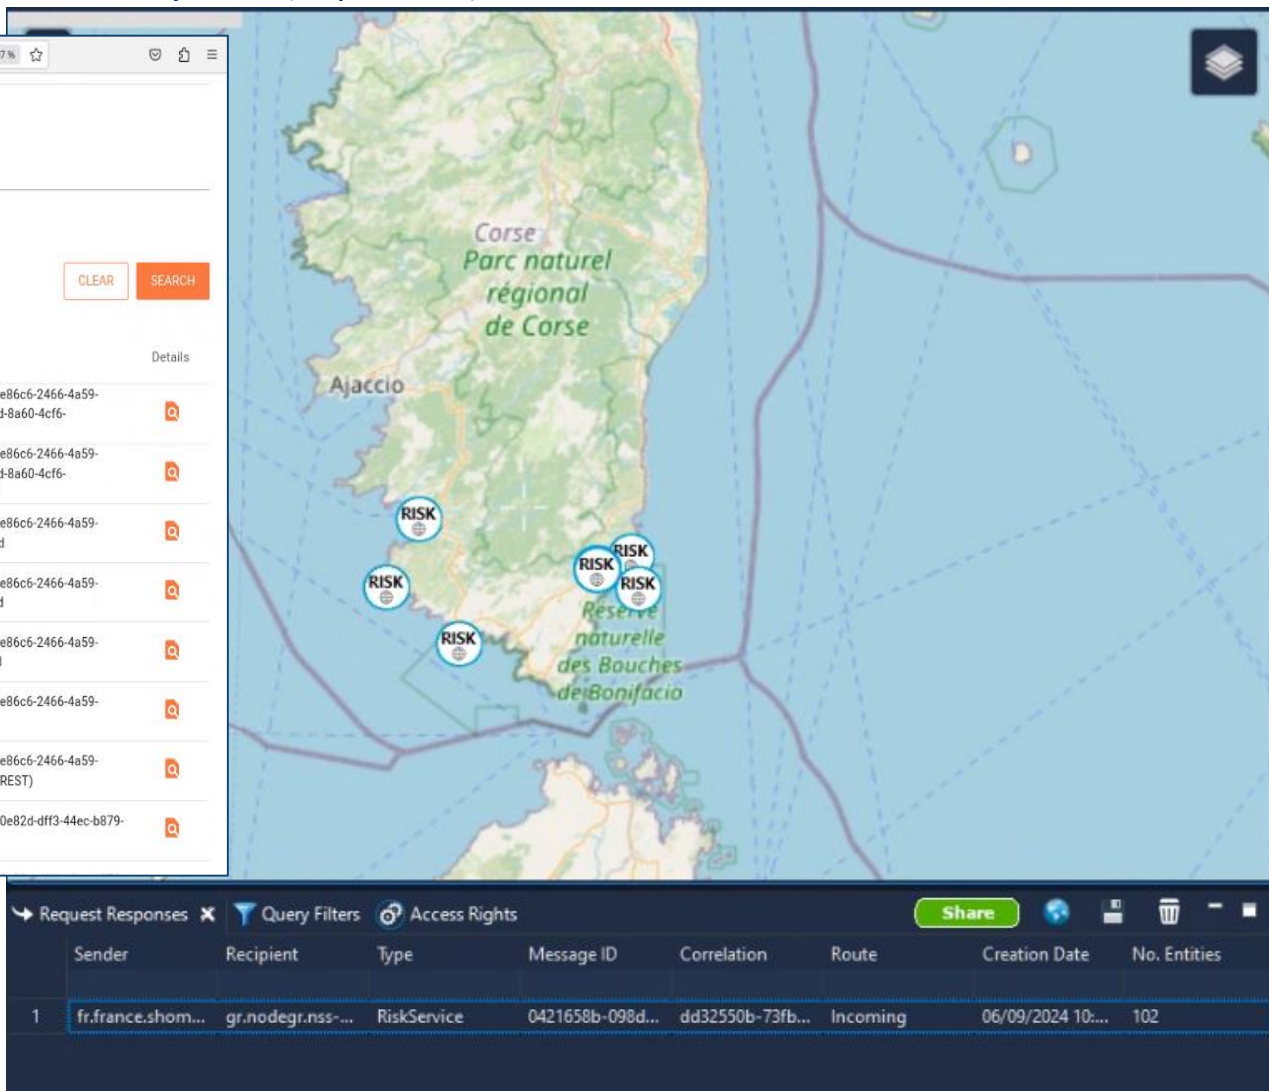 7%
CLEAR
SEARCH
Details
e86c6-2466-4a59-
d-8a60-4cf6-
e86c6-2466-4a59-
d-8a60-4cf6-
e86c6-2466-4a59-
d
e86c6-2466-4a59-
d
e86c6-2466-4a59-
d
e86c6-2466-4a59-
e86c6-2466-4a59-
REST)
0e82d-dff3-44ec-b879-
Corse
Parc naturel
régional
de Corse
Ajaccio
RISK
RISK
RISK
RISK
RISK
RISK
Réserve
naturelle
des Bouches
de Bonifacio
Request Responses Query Filters Access Rights Share
Sender Recipient Type Message ID Correlation Route Creation Date No. Entities
1 fr.france.shom... gr.nodegr.nss-... RiskService 0421658b-098d... dd32550b-73fb... Incoming 06/09/2024 10:... 102